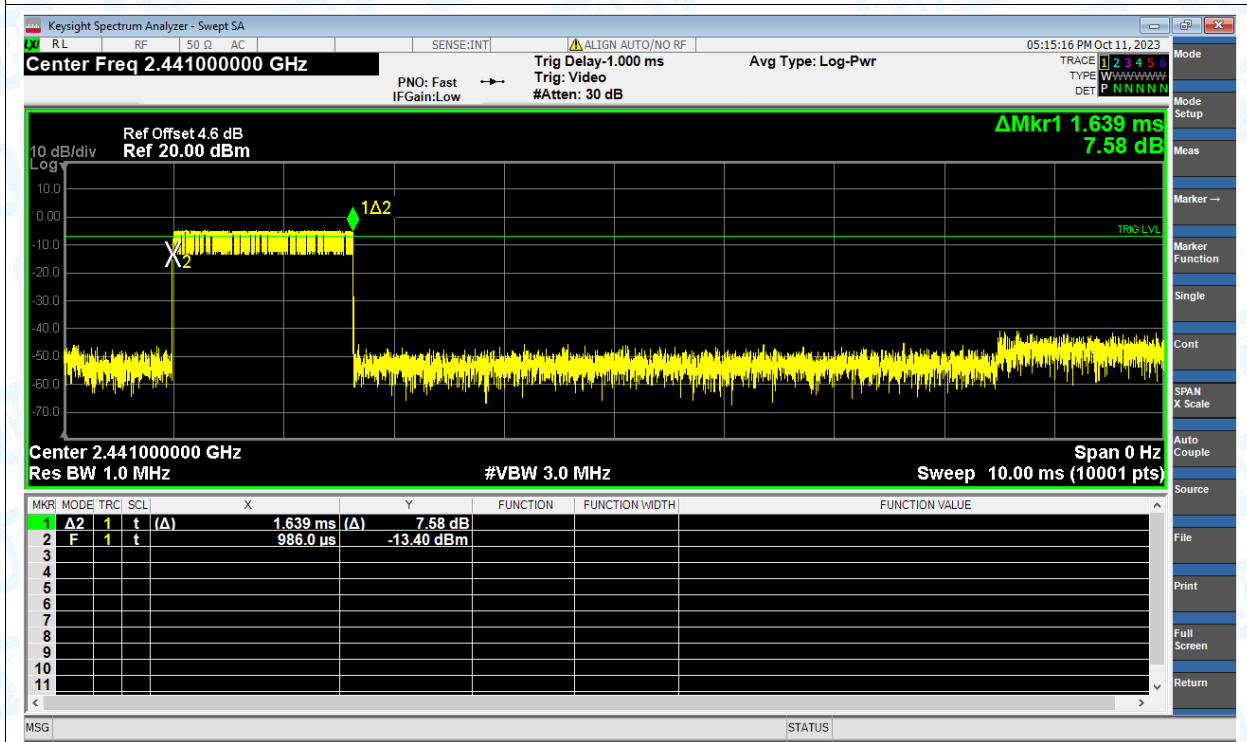 Keysight Spectrum Analyzer - Swept SA
LXI RL RF 50 Ω AC SENSE:INT ALIGN AUTO/NO RF 05:15:16 PM Oct 11, 2023
Center Freq 2.441000000 GHz
PNO: Fast
IFGain:Low
Trig Delay-1.000 ms
Trig: Video
#Atten: 30 dB
Avg Type: Log-Pwr
TRACE 1 2 3 4 5 6
TYPE WWWWWW
DET P N N N N N
ΔMkr1 1.639 ms
7.58 dB
Ref Offset 4.6 dB
10 dB/div Ref 20.00 dBm
Log
10.0
0.00
-10.0
-20.0
-30.0
-40.0
-50.0
-60.0
-70.0
1Δ2
X2
TRIG LVL
Center 2.441000000 GHz Span 0 Hz
Res BW 1.0 MHz #VBW 3.0 MHz Sweep 10.00 ms (10001 pts)
MKR MODE TRC SCL X Y FUNCTION FUNCTION WIDTH FUNCTION VALUE
1 Δ2 1 t (Δ) 1.639 ms (Δ) 7.58 dB
2 F 1 t 986.0 µs -13.40 dBm
3
4
5
6
7
8
9
10
11
MSG STATUS
Mode
Mode
Setup
Meas
Marker →
Marker
Function
Single
Cont
SPAN
X Scale
Auto
Couple
Source
File
Print
Full
Screen
Return